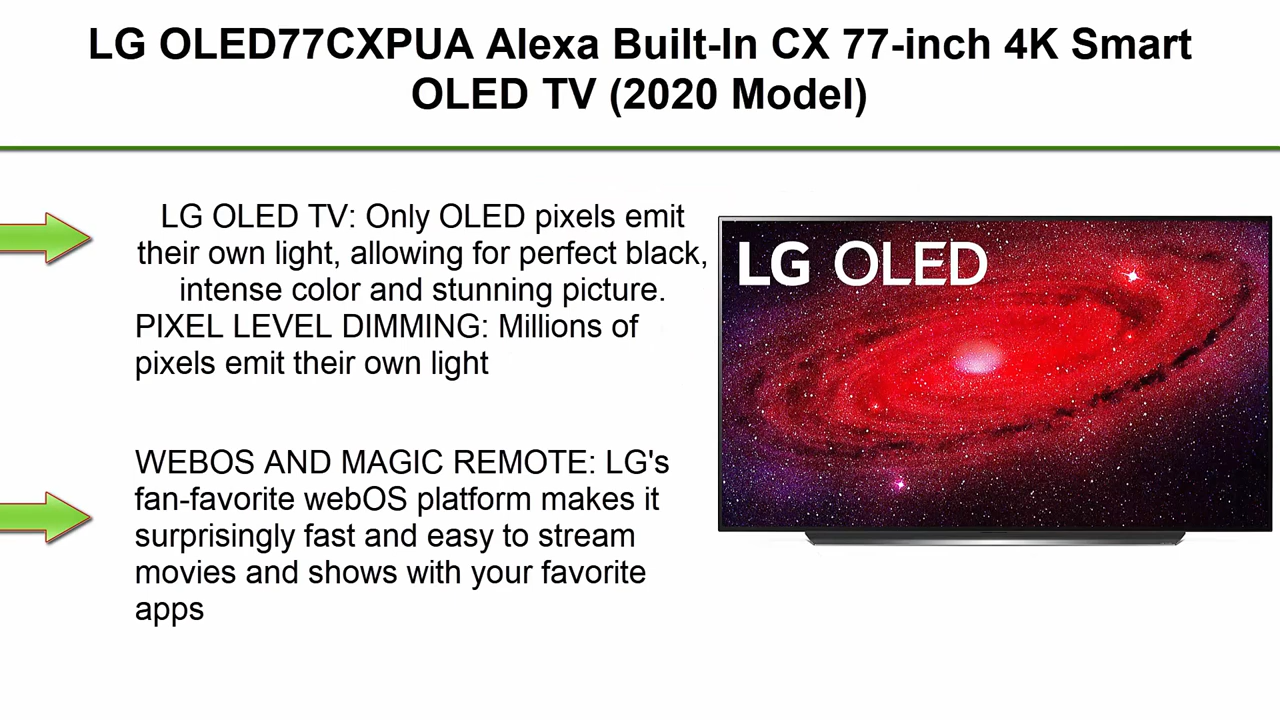 LG OLED77CXPUA Alexa Built-In CX 77-inch 4K Smart
OLED TV (2020 Model)
LG OLED TV: Only OLED pixels emit
their own light, allowing for perfect black,
intense color and stunning picture.
PIXEL LEVEL DIMMING: Millions of
pixels emit their own light
WEBOS AND MAGIC REMOTE: LG's
fan-favorite webOS platform makes it
surprisingly fast and easy to stream
movies and shows with your favorite
apps
LG OLED